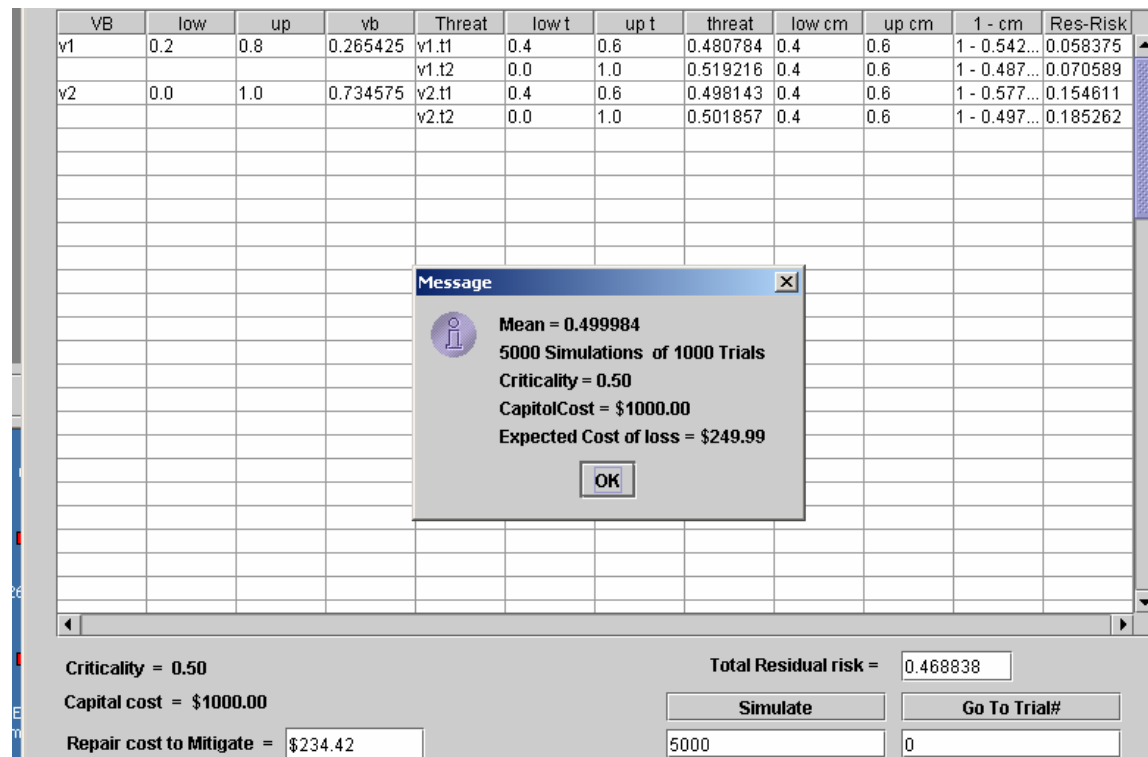 VB low up vb Threat low t up t threat low cm up cm 1 - cm Res-Risk
v1 0.2 0.8 0.265425 v1.t1 0.4 0.6 0.480784 0.4 0.6 1 - 0.542... 0.058375
v1.t2 0.0 1.0 0.519216 0.4 0.6 1 - 0.487... 0.070589
v2 0.0 1.0 0.734575 v2.t1 0.4 0.6 0.498143 0.4 0.6 1 - 0.577... 0.154611
v2.t2 0.0 1.0 0.501857 0.4 0.6 1 - 0.497... 0.185262
Message
Mean = 0.499984
5000 Simulations of 1000 Trials
Criticality = 0.50
CapitolCost = $1000.00
Expected Cost of loss = $249.99
OK
Criticality = 0.50
Total Residual risk = 0.468838
Capital cost = $1000.00
Simulate Go To Trial#
Repair cost to Mitigate = $234.42
5000 0